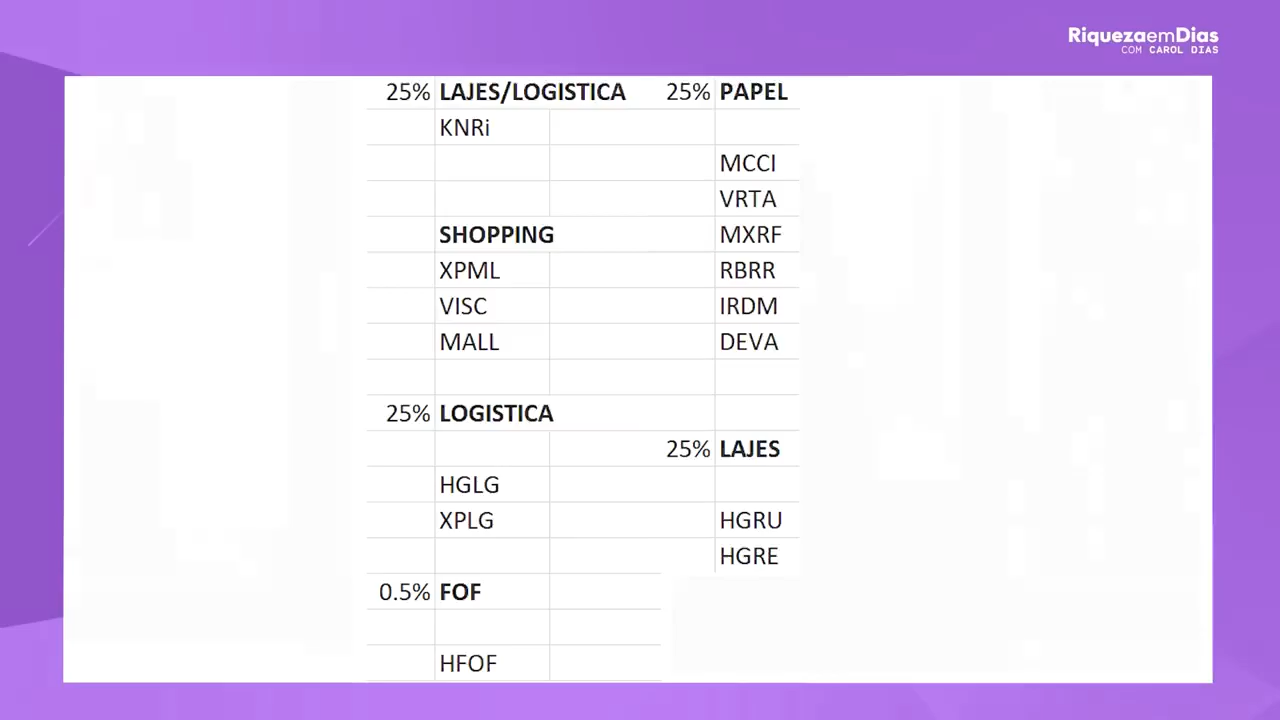 RiquezaemDias
COM CAROL DIAS
25% LAJES/LOGISTICA
KNRi
SHOPPING
XPML
VISC
MALL
25% LOGISTICA
HGLG
XPLG
0.5% FOF
HFOF
25% PAPEL
MCCI
VRTA
MXRF
RBRR
IRDM
DEVA
25% LAJES
HGRU
HGRE